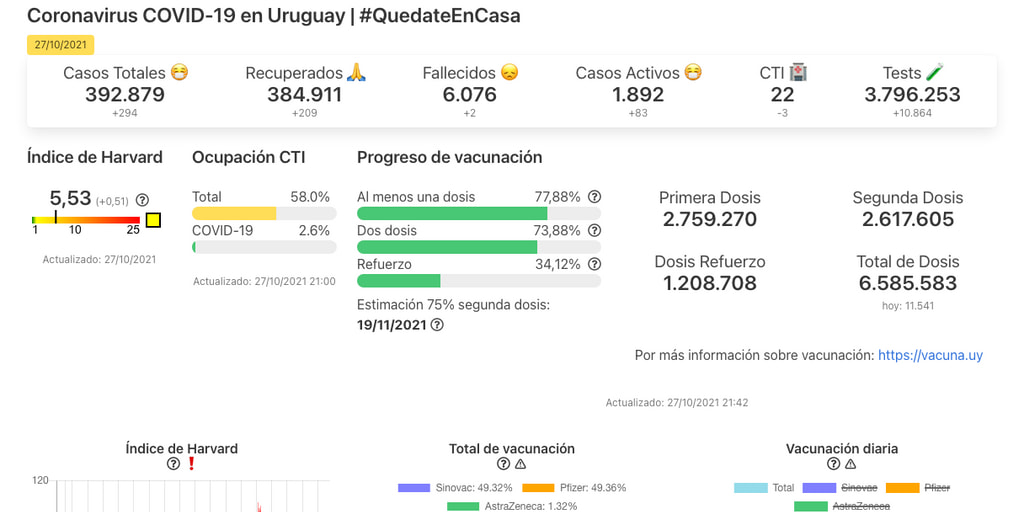 Coronavirus COVID-19 en Uruguay | #QuedateEnCasa
27/10/2021
Casos Totales 😷
392.879
+294
Recuperados 🙏
384.911
+209
Fallecidos 😞
6.076
+2
Casos Activos 😷
1.892
+83
CTI 🏥
22
-3
Tests 🧪
3.796.253
+10.864
Índice de Harvard
5,53 (+0,51)
1 10 25
Actualizado: 27/10/2021
Ocupación CTI
Total 58.0%
COVID-19 2.6%
Actualizado: 27/10/2021 21:00
Progreso de vacunación
Al menos una dosis 77,88%
Dos dosis 73,88%
Refuerzo 34,12%
Estimación 75% segunda dosis:
19/11/2021
Primera Dosis
2.759.270
Segunda Dosis
2.617.605
Dosis Refuerzo
1.208.708
Total de Dosis
6.585.583
hoy: 11.541
Por más información sobre vacunación: https://vacuna.uy
Actualizado: 27/10/2021 21:42
Índice de Harvard
120
Total de vacunación
Sinovac: 49.32% Pfizer: 49.36%
AstraZeneca: 1.32%
Vacunación diaria
Total Sinovac Pfizer
AstraZeneca